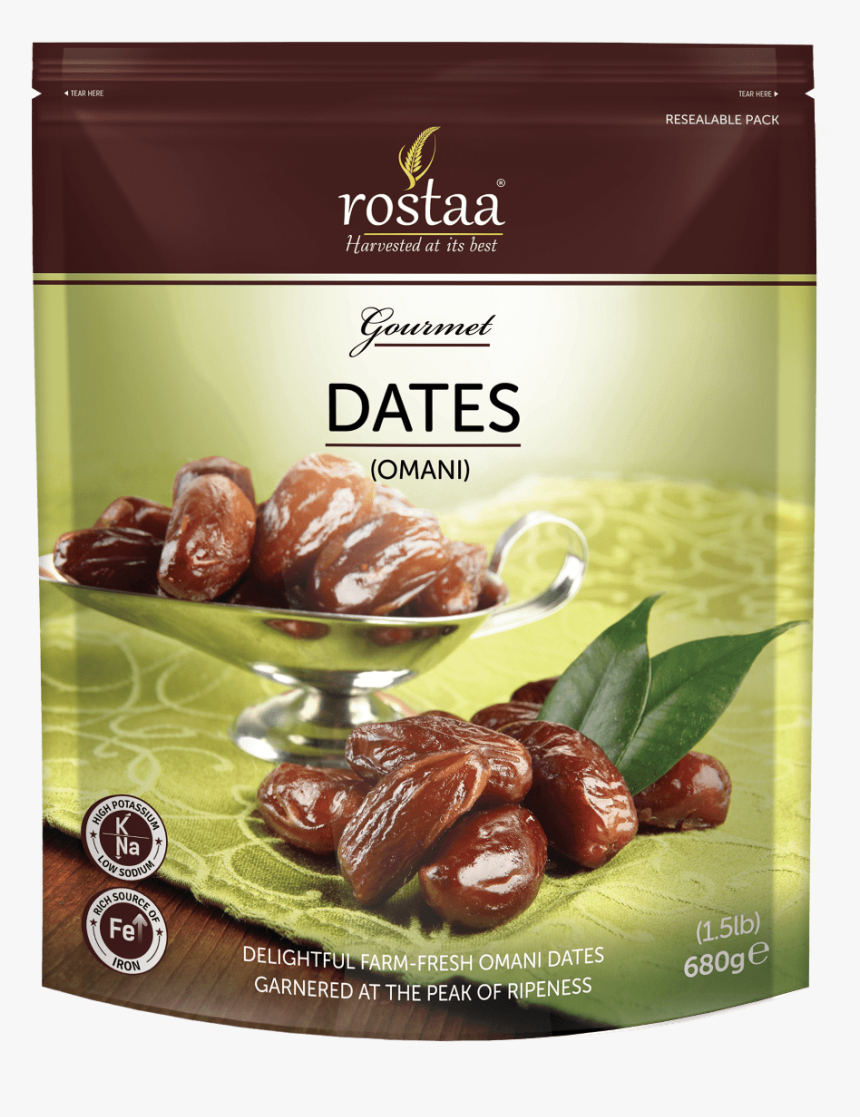 TEAR HERE
TEAR HERE
RESEALABLE PACK
rostaa®
Harvested at its best
Gourmet
DATES
(OMANI)
HIGH POTASSIUM
K
Na
LOW SODIUM
RICH SOURCE OF
Fe
IRON
DELIGHTFUL FARM-FRESH OMANI DATES
GARNERED AT THE PEAK OF RIPENESS
(1.5lb)
680g℮